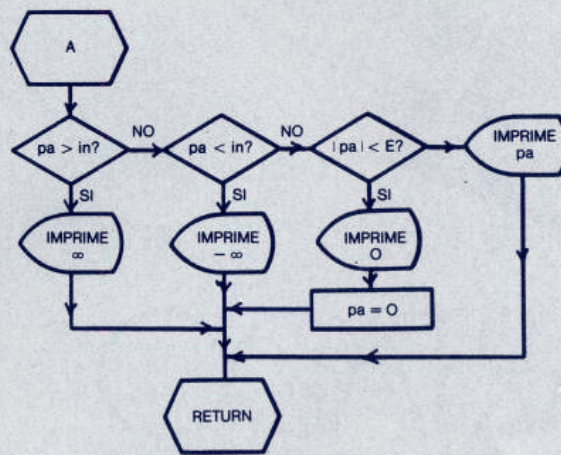 A
pa > in?
NO
pa < in?
NO
| pa | < E?
IMPRIME
pa
SI
SI
SI
IMPRIME
∞
IMPRIME
− ∞
IMPRIME
O
pa = O
RETURN